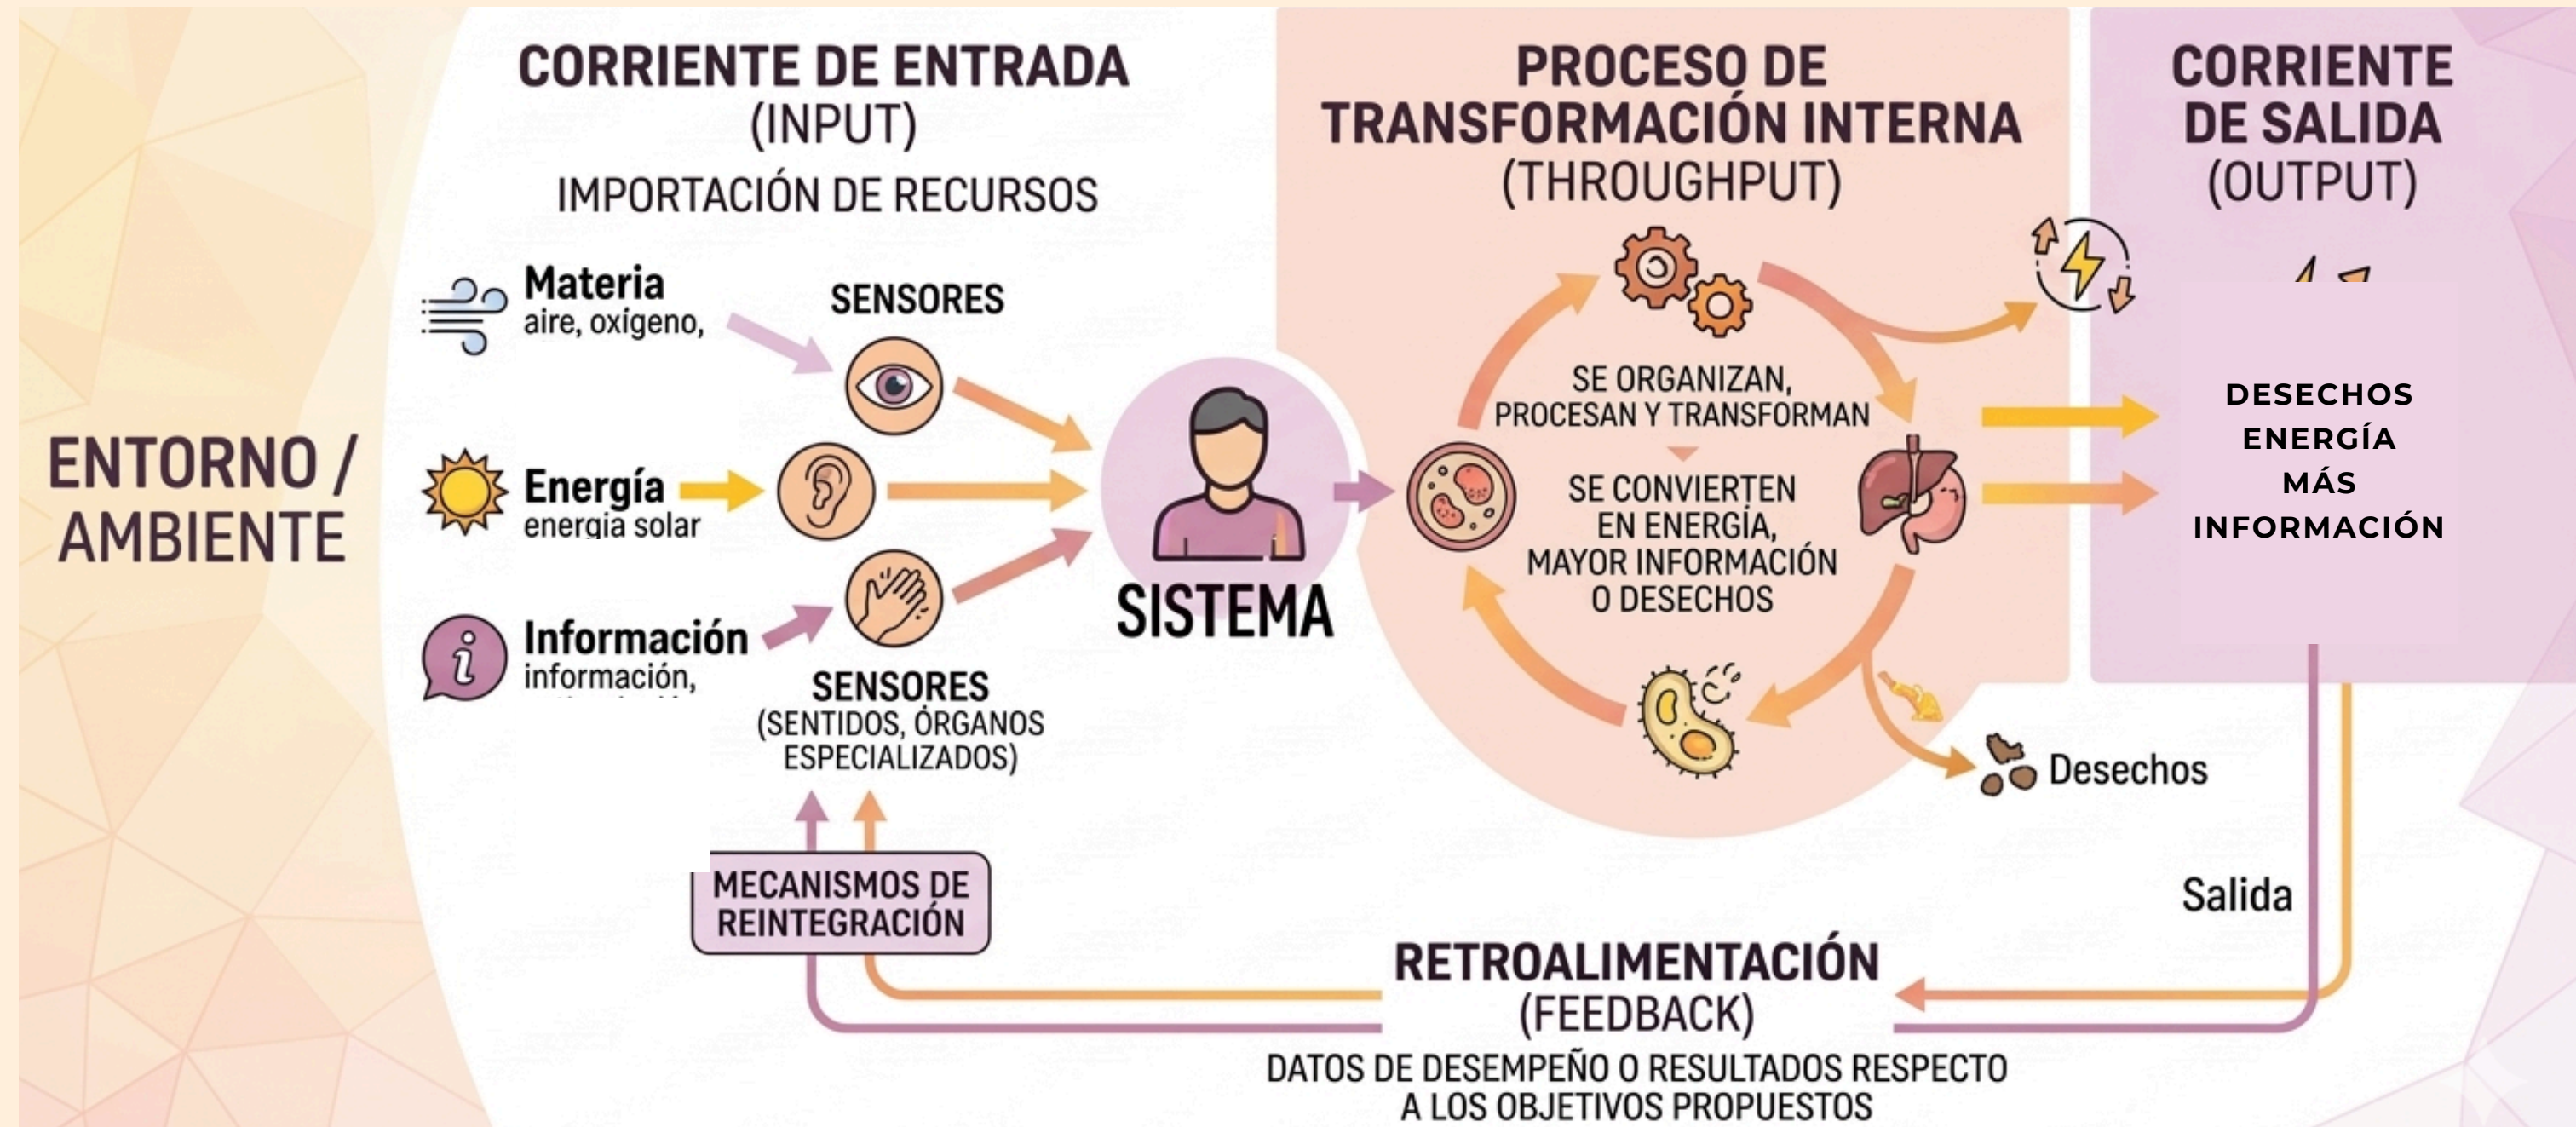 ENTORNO /
AMBIENTE
CORRIENTE DE ENTRADA
(INPUT)
IMPORTACIÓN DE RECURSOS
Materia
aire, oxígeno,
Energía
energia solar
Información
información,
SENSORES
SENSORES
(SENTIDOS, ÓRGANOS
ESPECIALIZADOS)
MECANISMOS DE
REINTEGRACIÓN
SISTEMA
PROCESO DE
TRANSFORMACIÓN INTERNA
(THROUGHPUT)
SE ORGANIZAN,
PROCESAN Y TRANSFORMAN
SE CONVIERTEN
EN ENERGÍA,
MAYOR INFORMACIÓN
O DESECHOS
Desechos
CORRIENTE
DE SALIDA
(OUTPUT)
DESECHOS
ENERGÍA
MÁS
INFORMACIÓN
Salida
RETROALIMENTACIÓN
(FEEDBACK)
DATOS DE DESEMPEÑO O RESULTADOS RESPECTO
A LOS OBJETIVOS PROPUESTOS